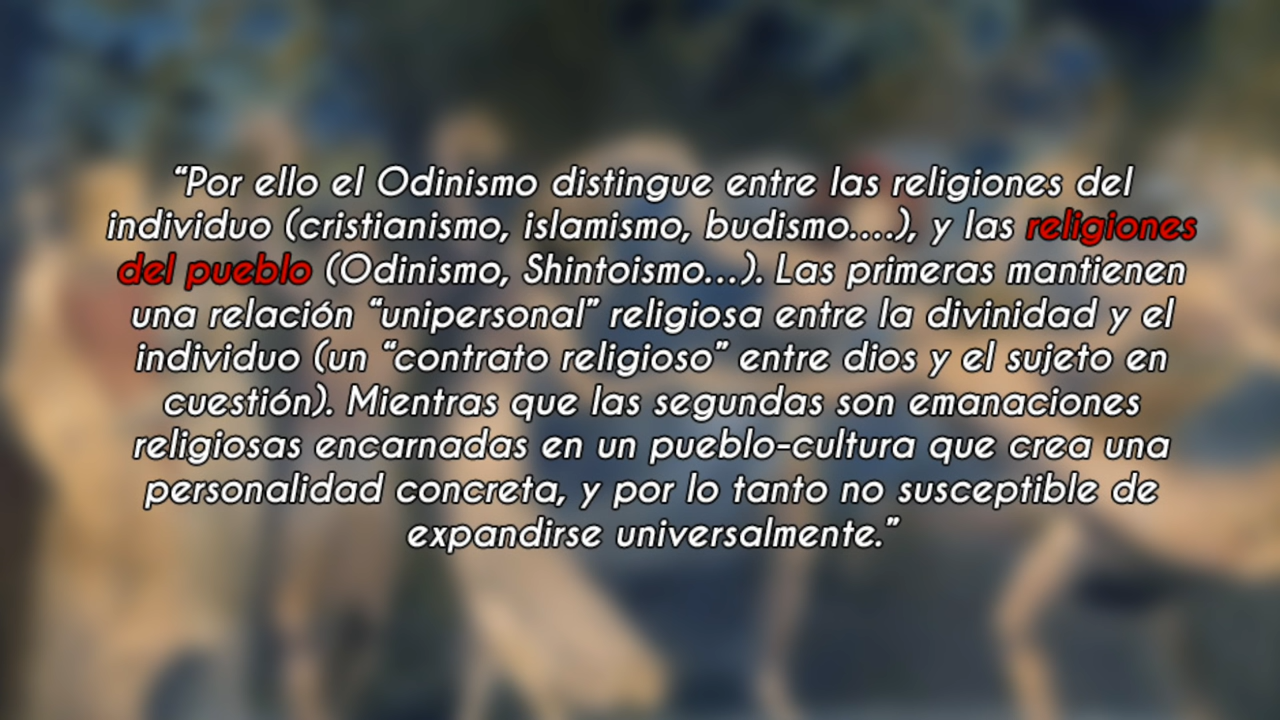 “Por ello el Odinismo distingue entre las religiones del
individuo (cristianismo, islamismo, budismo....), y las religiones
del pueblo (Odinismo, Shintoismo...). Las primeras mantienen
una relación “unipersonal” religiosa entre la divinidad y el
individuo (un “contrato religioso” entre dios y el sujeto en
cuestión). Mientras que las segundas son emanaciones
religiosas encarnadas en un pueblo-cultura que crea una
personalidad concreta, y por lo tanto no susceptible de
expandirse universalmente.”